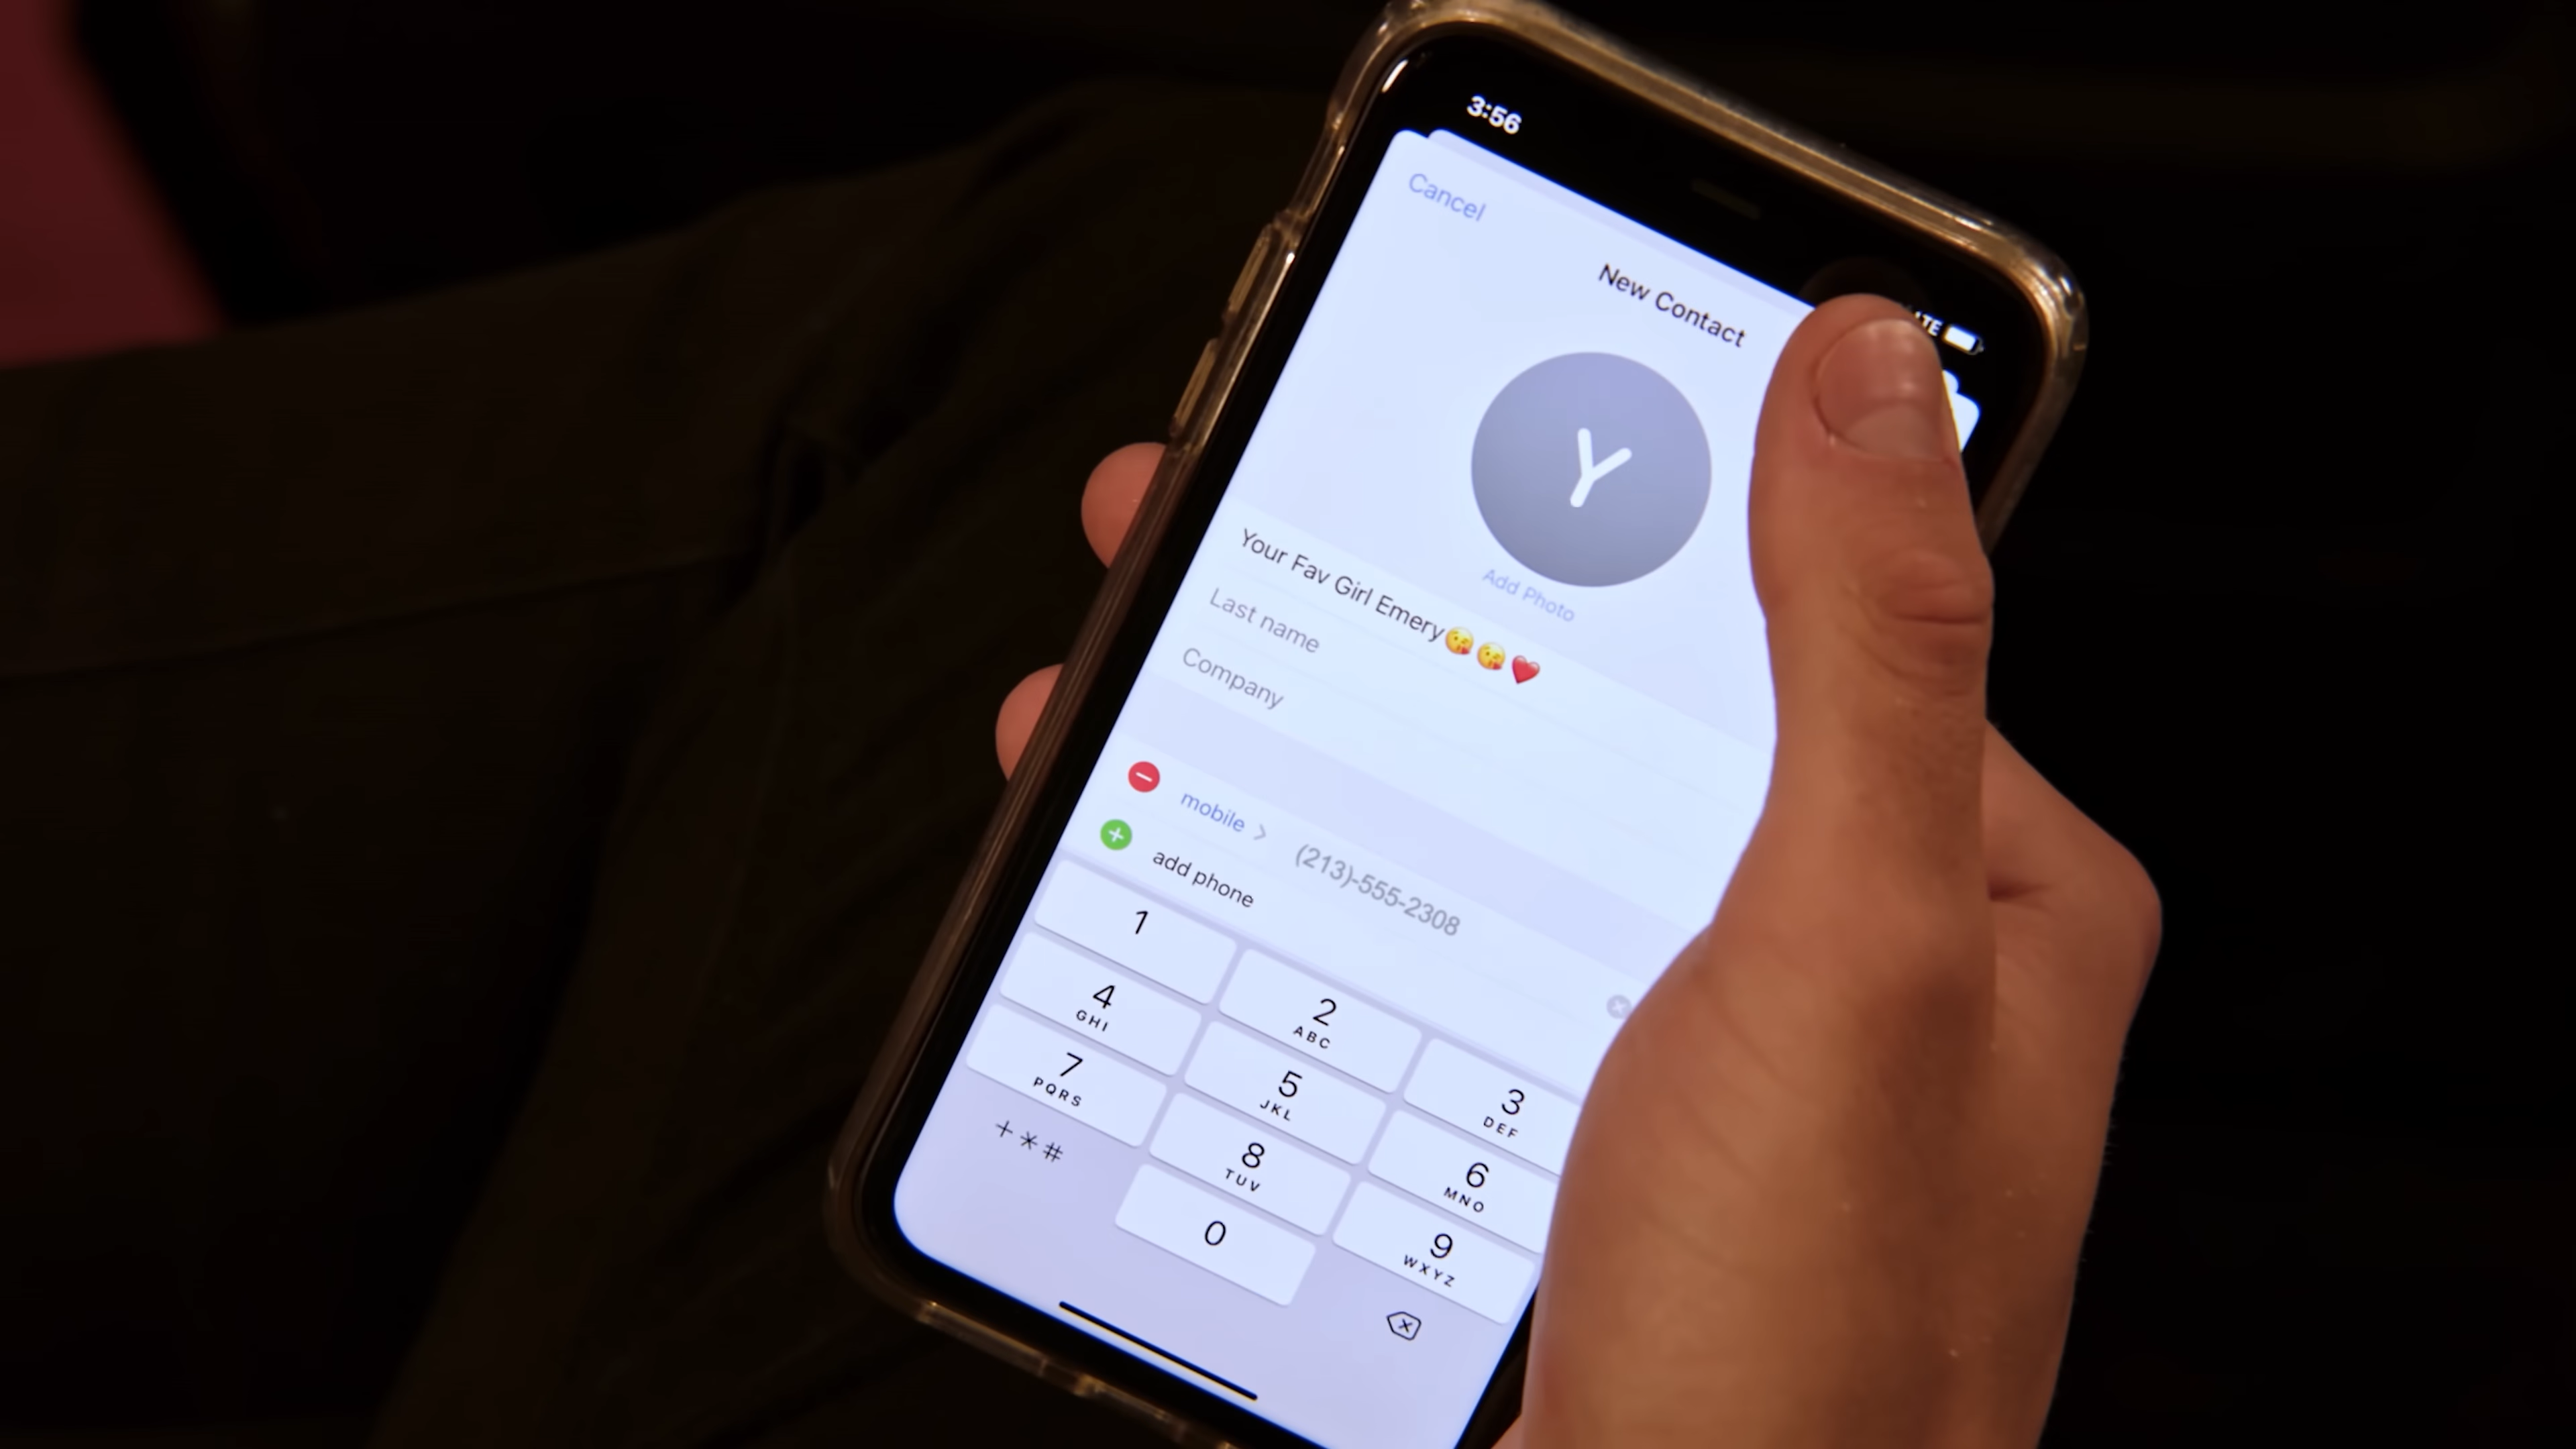 3:56
LTE
Cancel
New Contact
Y
Add Photo
Your Fav Girl Emery😘😘❤️
Last name
Company
mobile
(213)-555-2308
add phone
1
2
ABC
3
DEF
4
GHI
5
JKL
6
MNO
7
PQRS
8
TUV
9
WXYZ
+*#
0